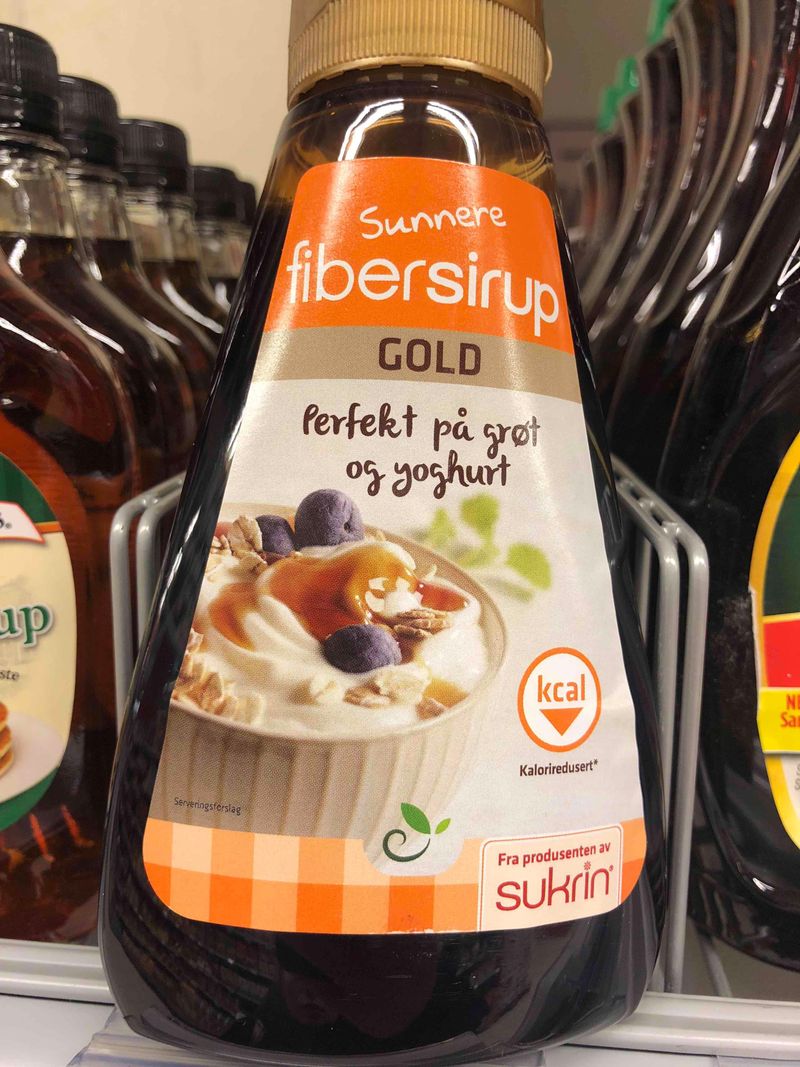 Sunnere
fibersirup
GOLD
Perfekt på grøt
og yoghurt
kcal
Kaloriredusert*
Serveringsforslag
Fra produsenten av
sukrin®